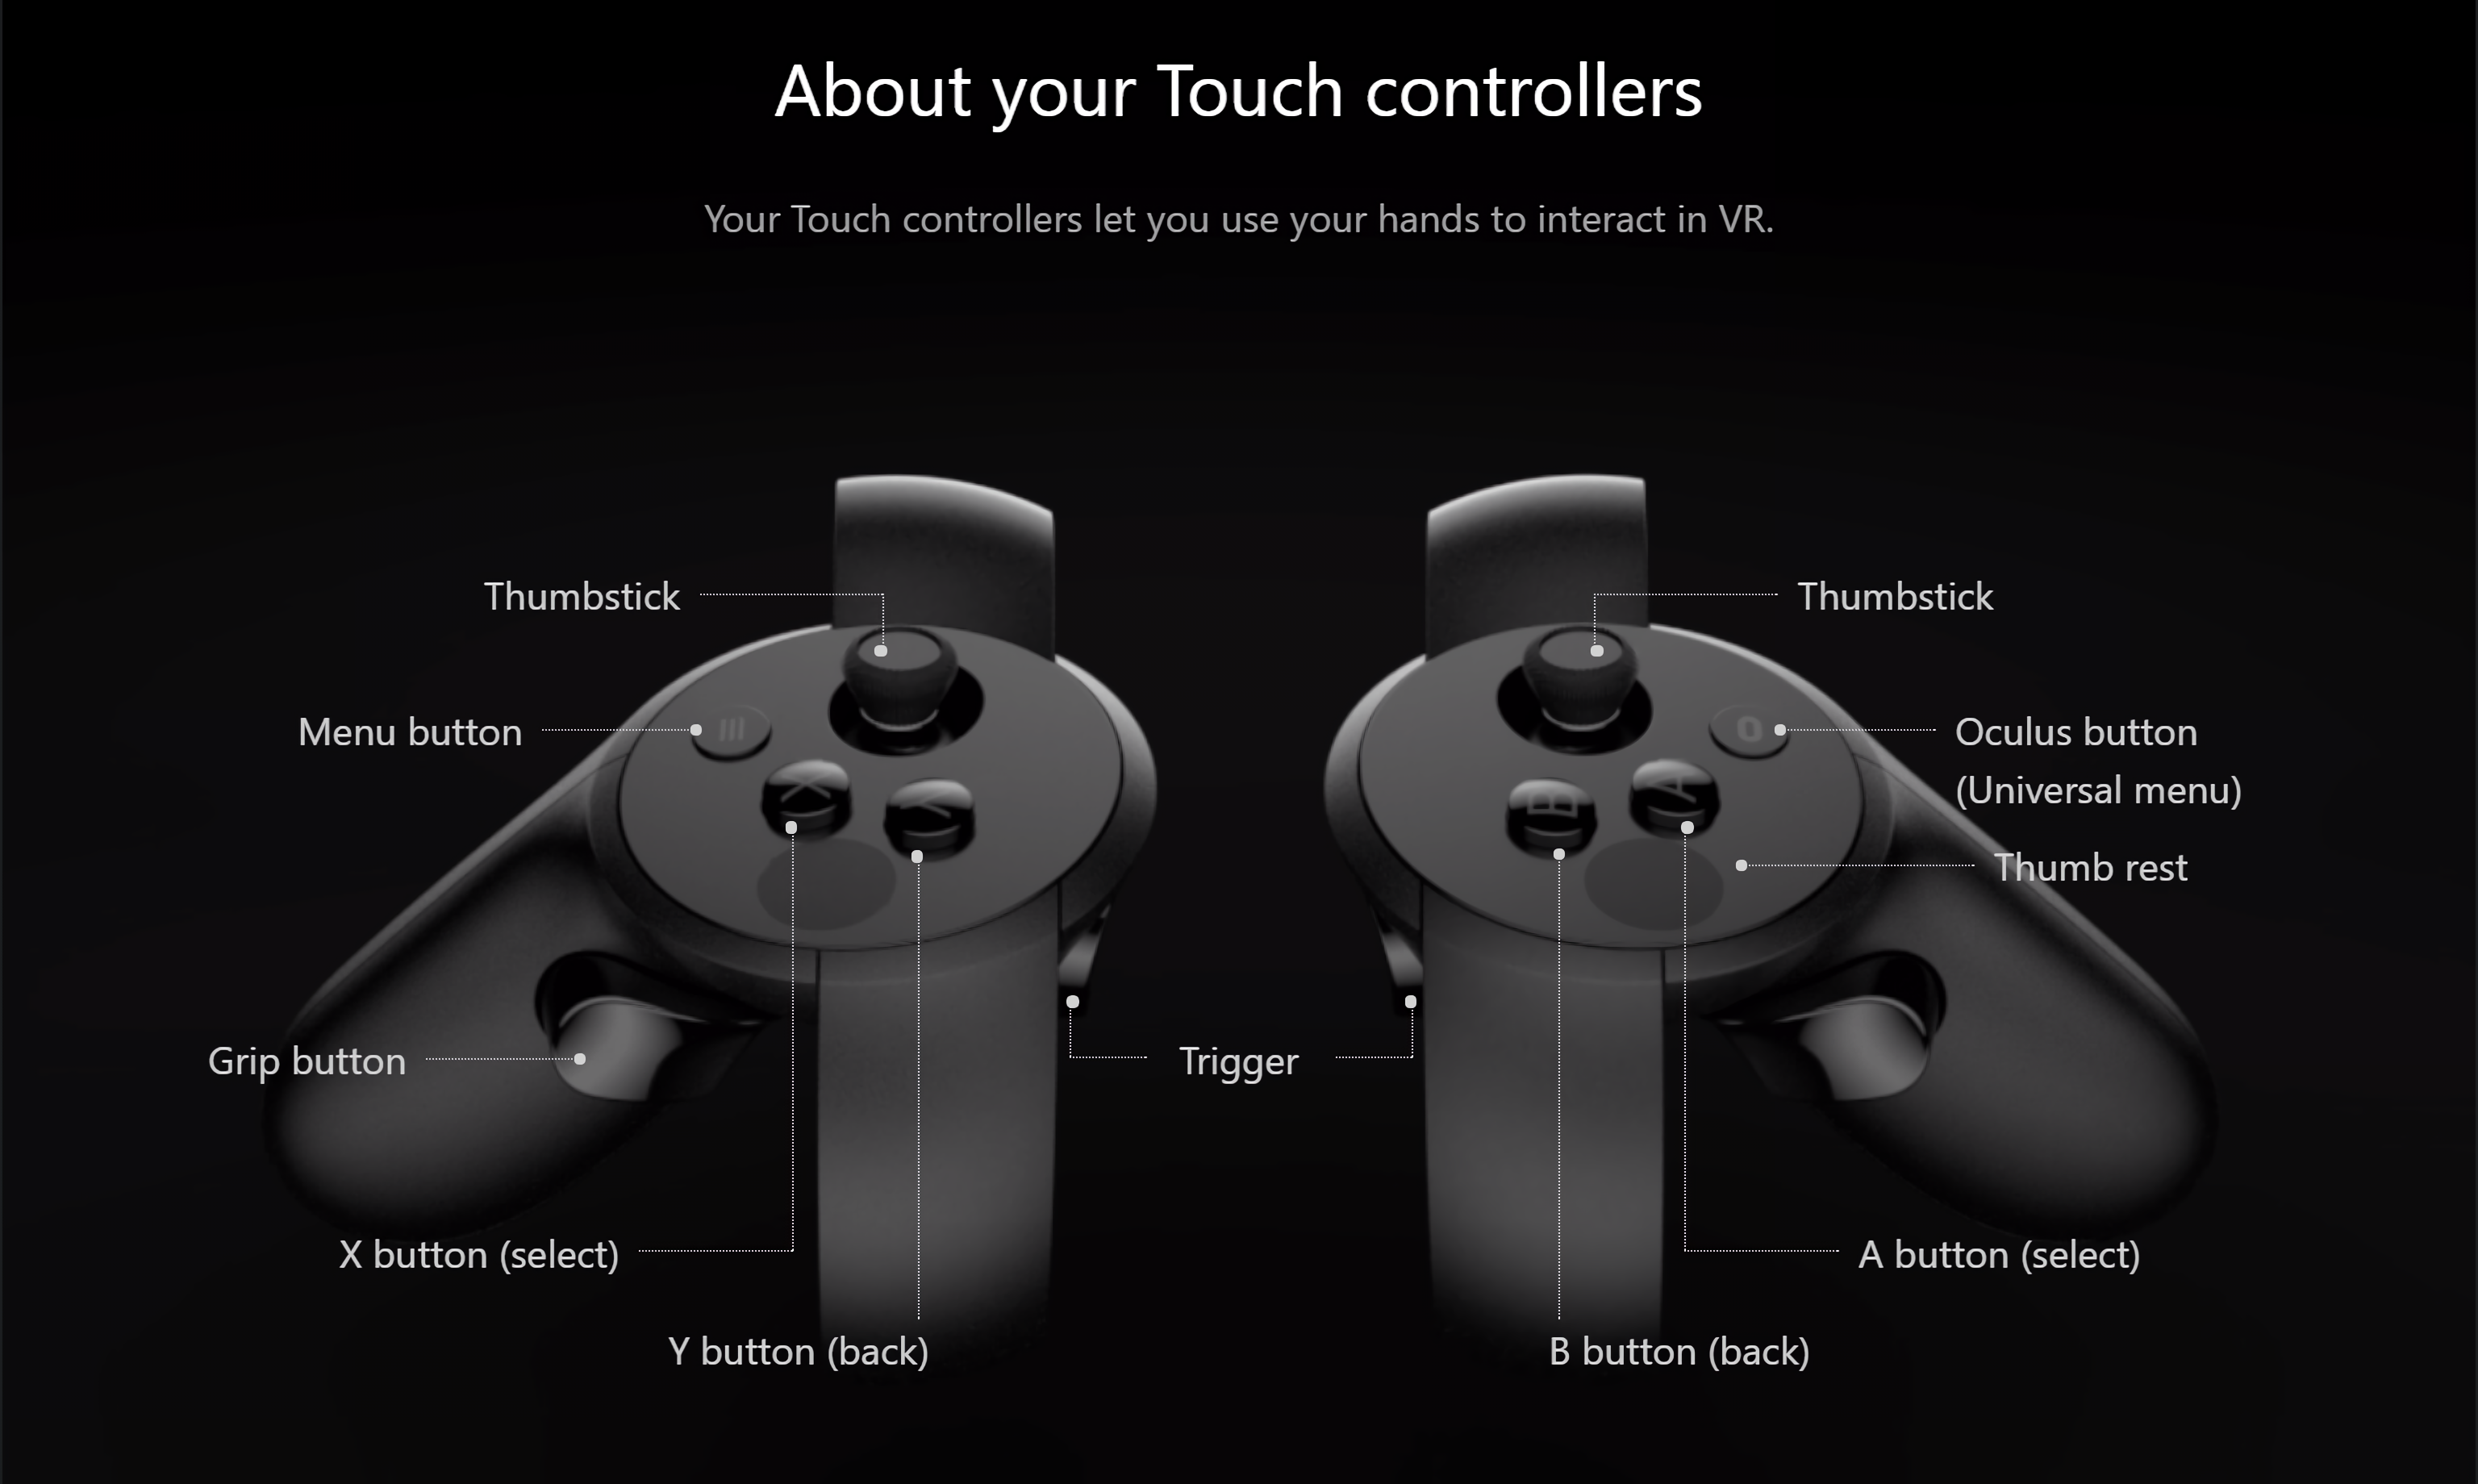 About your Touch controllers
Your Touch controllers let you use your hands to interact in VR.
Thumbstick
Thumbstick
Menu button
Oculus button
(Universal menu)
X
Y
B
A
Thumb rest
Grip button
Trigger
X button (select)
A button (select)
Y button (back)
B button (back)